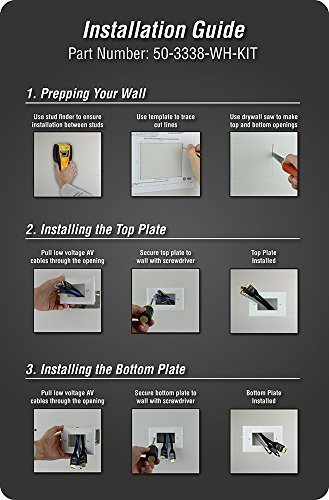 Installation Guide
Part Number: 50-3338-WH-KIT
1. Prepping Your Wall
Use stud finder to ensure
installation between studs
Use template to trace
cut lines
Use drywall saw to make
top and bottom openings
2. Installing the Top Plate
Pull low voltage AV
cables through the opening
Secure top plate to
wall with screwdriver
Top Plate
Installed
3. Installing the Bottom Plate
Pull low voltage AV
cables through the opening
Secure bottom plate to
wall with screwdriver
Bottom Plate
Installed